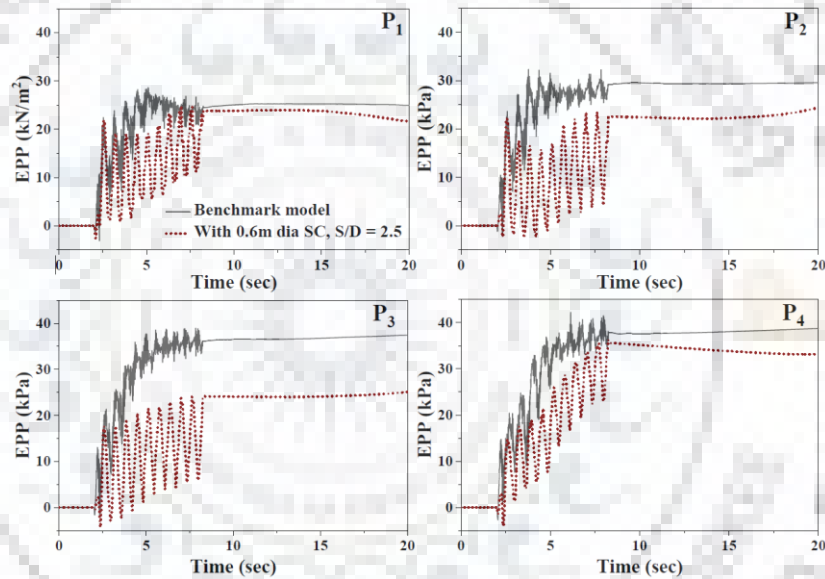 P1
P2
EPP (kN/m²)
40
30
20
10
0
Benchmark model
With 0.6m dia SC, S/D = 2.5
0 5 10 15 20
Time (sec)
EPP (kPa)
40
30
20
10
0
0 5 10 15 20
Time (sec)
P3
P4
EPP (kPa)
40
30
20
10
0
0 5 10 15 20
Time (sec)
EPP (kPa)
40
30
20
10
0
0 5 10 15 20
Time (sec)